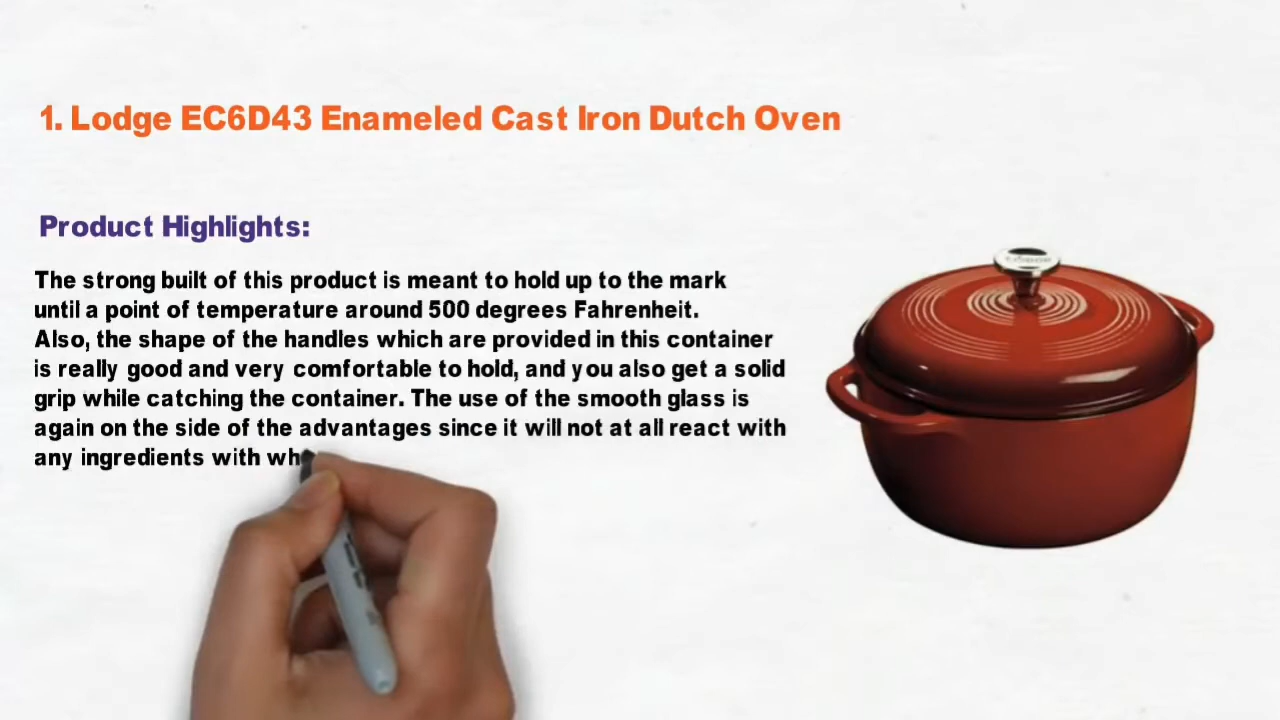 1. Lodge EC6D43 Enameled Cast Iron Dutch Oven
Product Highlights:
The strong built of this product is meant to hold up to the mark
until a point of temperature around 500 degrees Fahrenheit.
Also, the shape of the handles which are provided in this container
is really good and very comfortable to hold, and you also get a solid
grip while catching the container. The use of the smooth glass is
again on the side of the advantages since it will not at all react with
any ingredients with wh
LODGE